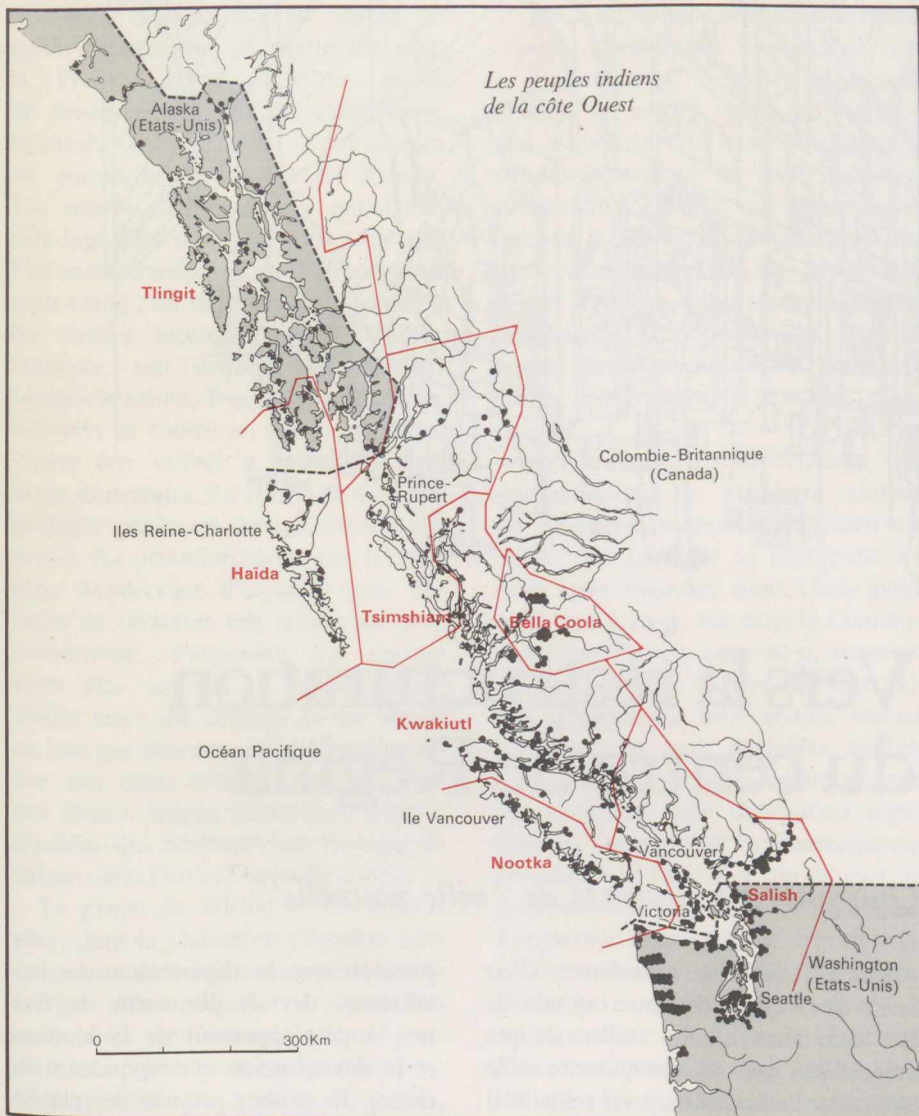 Les peuples indiens
de la côte Ouest
Alaska
(Etats-Unis)
Tlingit
Colombie-Britannique
(Canada)
Prince-
Rupert
Iles Reine-Charlotte
Haïda
Tsimshian
Bella Coola
Kwakiutl
Océan Pacifique
Ile Vancouver
Vancouver
Nootka
Salish
Victoria
Washington
(Etats-Unis)
Seattle
300Km